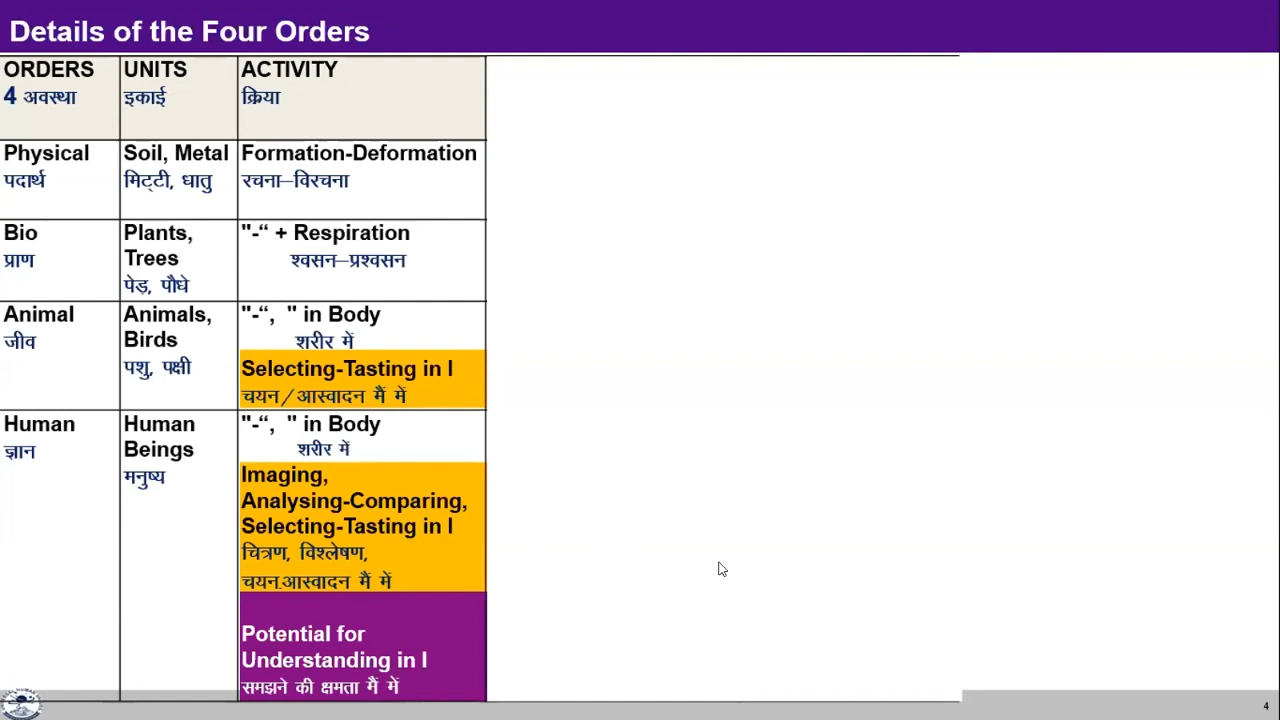 Details of the Four Orders
ORDERS
4 अवस्था
UNITS
इकाई
ACTIVITY
क्रिया
Physical
पदार्थ
Soil, Metal
मिट्टी, धातु
Formation-Deformation
रचना–विरचना
Bio
प्राण
Plants,
Trees
पेड़, पौधे
"-“ + Respiration
श्वसन–प्रश्वसन
Animal
जीव
Animals,
Birds
पशु, पक्षी
"-“, " in Body
शरीर में
Selecting-Tasting in I
चयन/आस्वादन मैं में
Human
ज्ञान
Human
Beings
मनुष्य
"-“, " in Body
शरीर में
Imaging,
Analysing-Comparing,
Selecting-Tasting in I
चित्रण, विश्लेषण,
चयन.आस्वादन मैं में
Potential for
Understanding in I
समझने की क्षमता मैं में
4